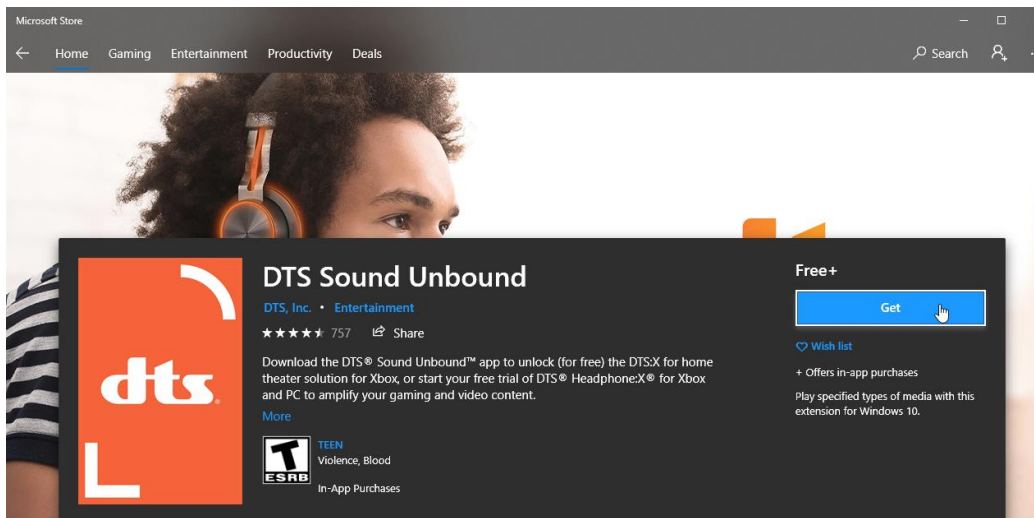 Microsoft Store
Home Gaming Entertainment Productivity Deals Search
DTS Sound Unbound
DTS, Inc. • Entertainment
757 Share
Download the DTS® Sound Unbound™ app to unlock (for free) the DTS:X for home
theater solution for Xbox, or start your free trial of DTS® Headphone:X® for Xbox
and PC to amplify your gaming and video content.
More
dts
T
ESRB
TEEN
Violence, Blood
In-App Purchases
Free+
Get
Wish list
+ Offers in-app purchases
Play specified types of media with this
extension for Windows 10.